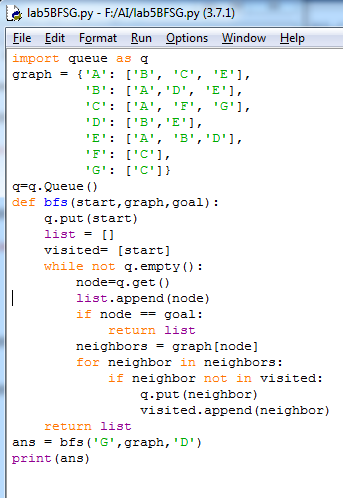 lab5BFSG.py - F:/AI/lab5BFSG.py (3.7.1)
File Edit Format Run Options Window Help
import queue as q
graph = {'A': ['B', 'C', 'E'],
         'B': ['A','D', 'E'],
         'C': ['A', 'F', 'G'],
         'D': ['B','E'],
         'E': ['A', 'B','D'],
         'F': ['C'],
         'G': ['C']}
q=q.Queue()
def bfs(start,graph,goal):
    q.put(start)
    list = []
    visited= [start]
    while not q.empty():
        node=q.get()
        list.append(node)
        if node == goal:
            return list
        neighbors = graph[node]
        for neighbor in neighbors:
            if neighbor not in visited:
                q.put(neighbor)
                visited.append(neighbor)
    return list
ans = bfs('G',graph,'D')
print(ans)